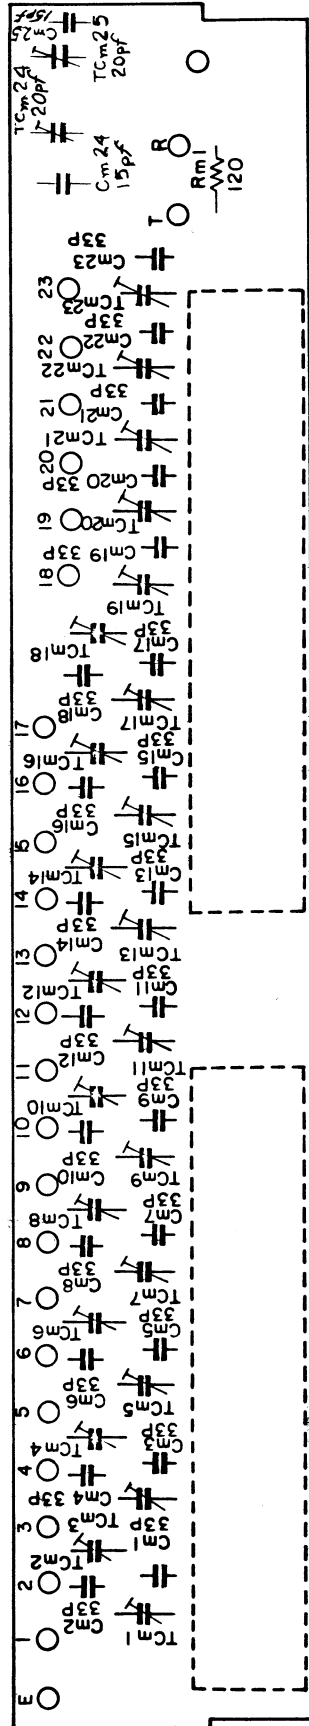 Cm25
15pf
TCm25
20pf
TCm24
20pf
Cm24
15pf
R
Rm1
120
T
33P
Cm23
23
TCm23
33P
Cm22
22
TCm22
33P
Cm21
21
TCm21
20
33P
Cm20
19
TCm20
33P
Cm19
18
TCm19
TCm18
33P
Cm17
33P
Cm18
17
TCm17
TCm16
33P
Cm15
16
33P
Cm16
15
TCm15
TCm14
33P
Cm13
14
33P
Cm14
13
TCm13
TCm12
33P
Cm11
12
33P
Cm12
11
TCm11
TCm10
33P
Cm9
10
33P
Cm10
9
TCm9
TCm8
33P
Cm7
8
33P
Cm8
7
TCm7
TCm6
33P
Cm5
6
33P
Cm6
5
TCm5
TCm4
33P
Cm3
4
33P
Cm4
3
TCm3
TCm2
33P
Cm1
2
33P
Cm2
1
TCm1
E